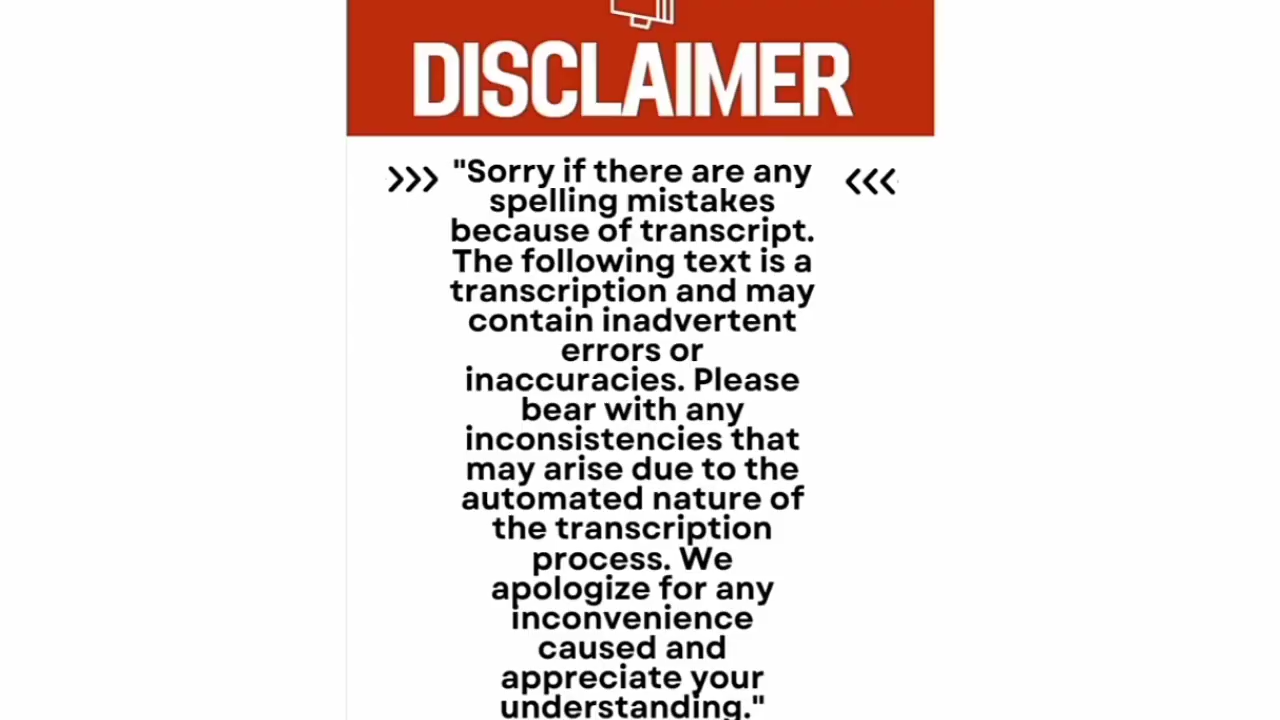 DISCLAIMER
>>> "Sorry if there are any <<<
spelling mistakes
because of transcript.
The following text is a
transcription and may
contain inadvertent
errors or
inaccuracies. Please
bear with any
inconsistencies that
may arise due to the
automated nature of
the transcription
process. We
apologize for any
inconvenience
caused and
appreciate your
understanding."